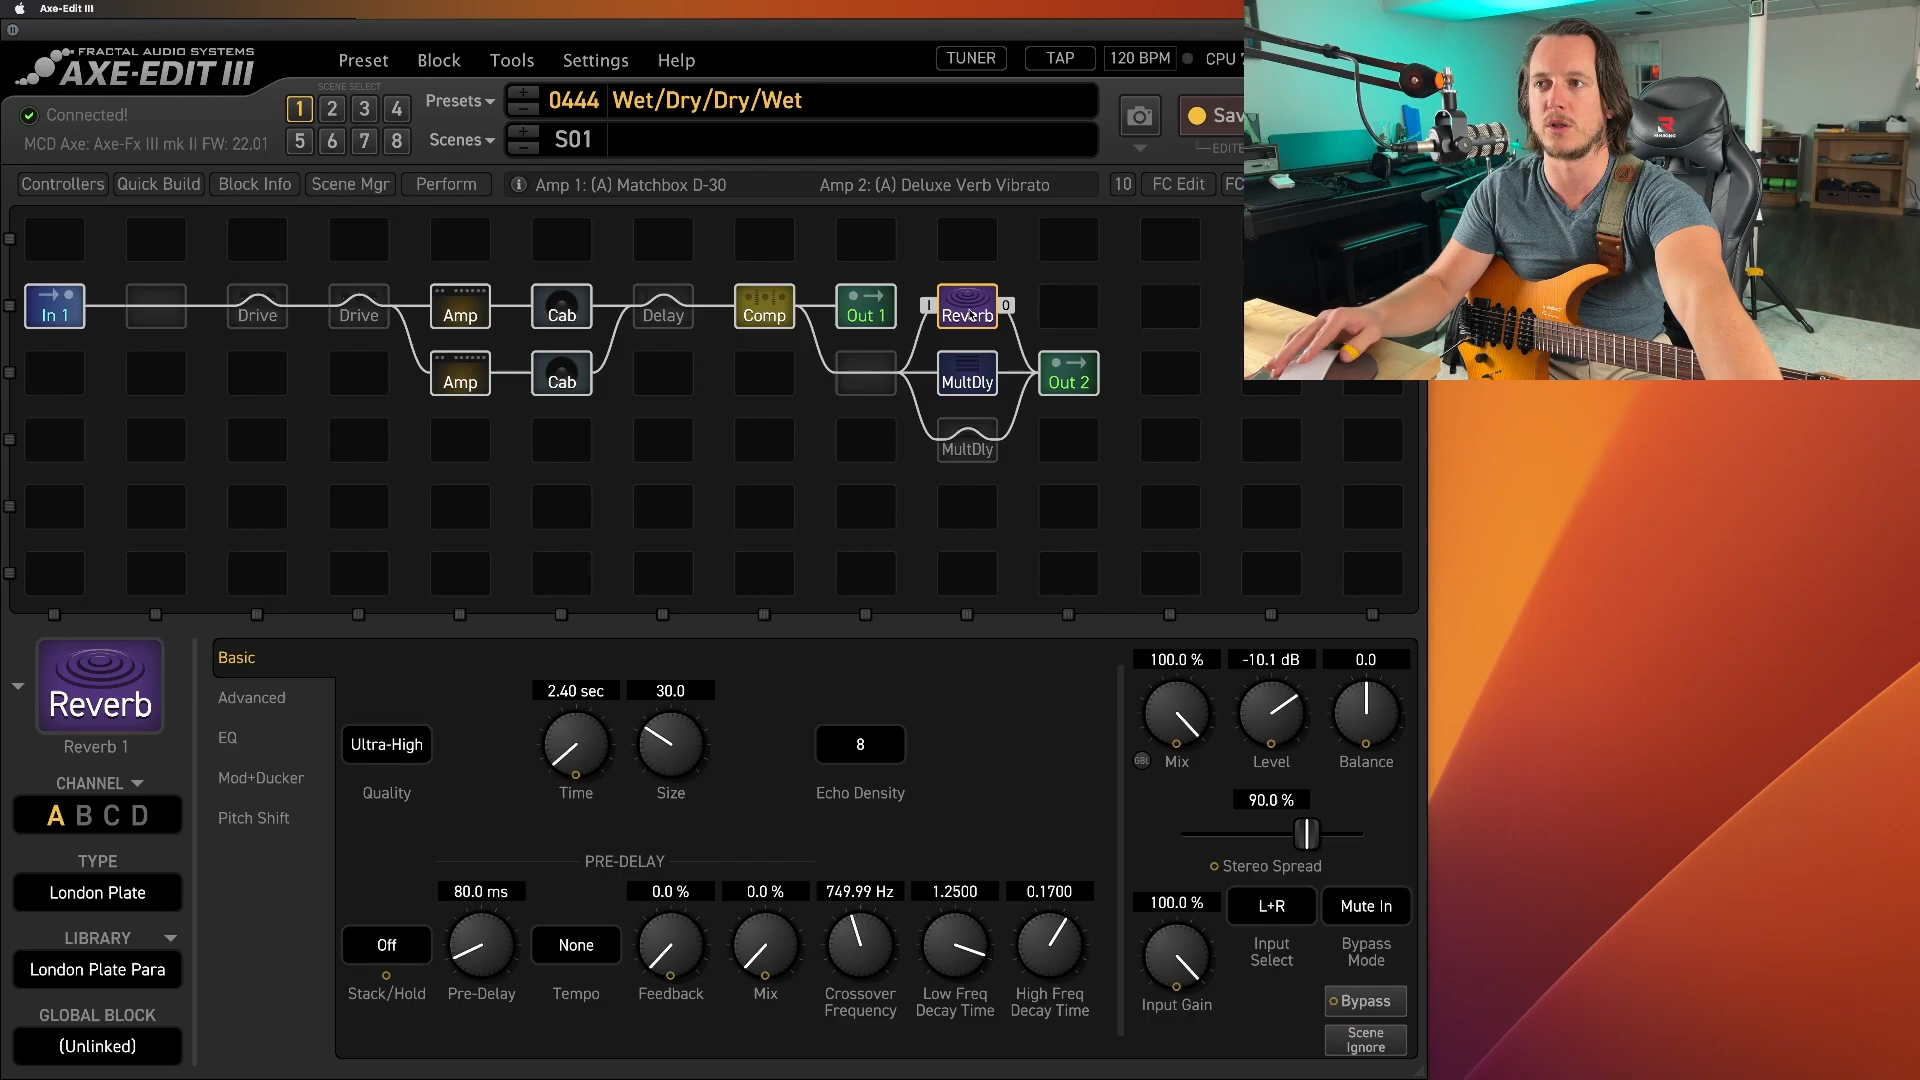 Axe-Edit III
FRACTAL AUDIO SYSTEMS
AXE-EDIT III
Preset Block Tools Settings Help
TUNER TAP 120 BPM CPU
Connected!
MCD Axe: Axe-Fx III mk II FW: 22.01
SCENE SELECT
1 2 3 4
5 6 7 8
Presets + - 0444 Wet/Dry/Dry/Wet
Scenes + - S01
Sav
EDITE
Controllers Quick Build Block Info Scene Mgr Perform Amp 1: (A) Matchbox D-30 Amp 2: (A) Deluxe Verb Vibrato 10 FC Edit FC
In 1 Drive Drive Amp Cab Delay Comp Out 1 I Reverb O
Amp Cab MultDly Out 2
MultDly
Reverb
Reverb 1
CHANNEL
A B C D
TYPE
London Plate
LIBRARY
London Plate Para
GLOBAL BLOCK
(Unlinked)
Basic
Advanced
EQ
Mod+Ducker
Pitch Shift
2.40 sec 30.0
Ultra-High 8
Quality Time Size Echo Density
PRE-DELAY
80.0 ms 0.0 % 0.0 % 749.99 Hz 1.2500 0.1700
Off None
Stack/Hold Pre-Delay Tempo Feedback Mix Crossover Frequency Low Freq Decay Time High Freq Decay Time
100.0 % -10.1 dB 0.0
GBL Mix Level Balance
90.0 %
Stereo Spread
100.0 % L+R Mute In
Input Gain Input Select Bypass Mode
Bypass
Scene Ignore